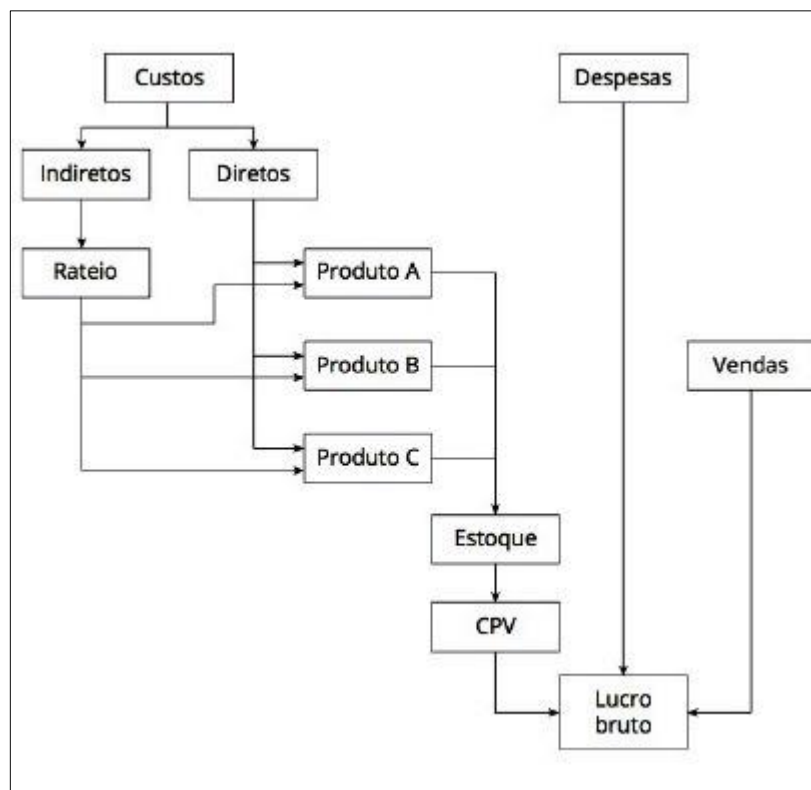 Custos
Despesas
Indiretos
Diretos
Rateio
Produto A
Produto B
Vendas
Produto C
Estoque
CPV
Lucro
bruto